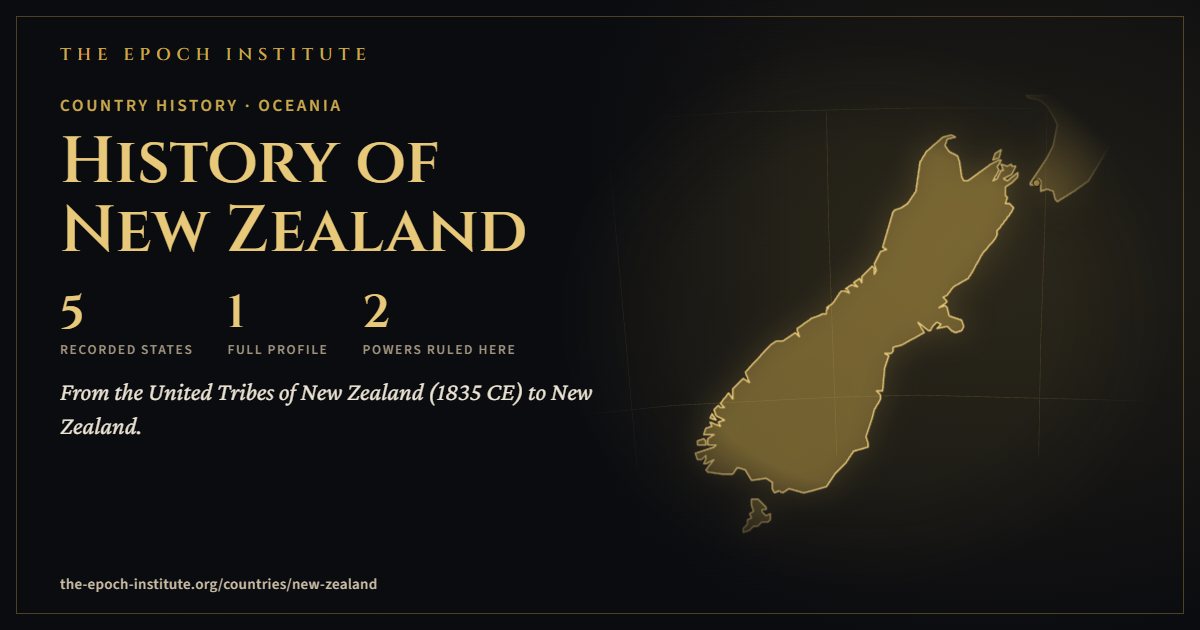 THE EPOCH INSTITUTE
COUNTRY HISTORY · OCEANIA
History of
New Zealand
5
RECORDED STATES
1
FULL PROFILE
2
POWERS RULED HERE
From the United Tribes of New Zealand (1835 CE) to New
Zealand.
the-epoch-institute.org/countries/new-zealand